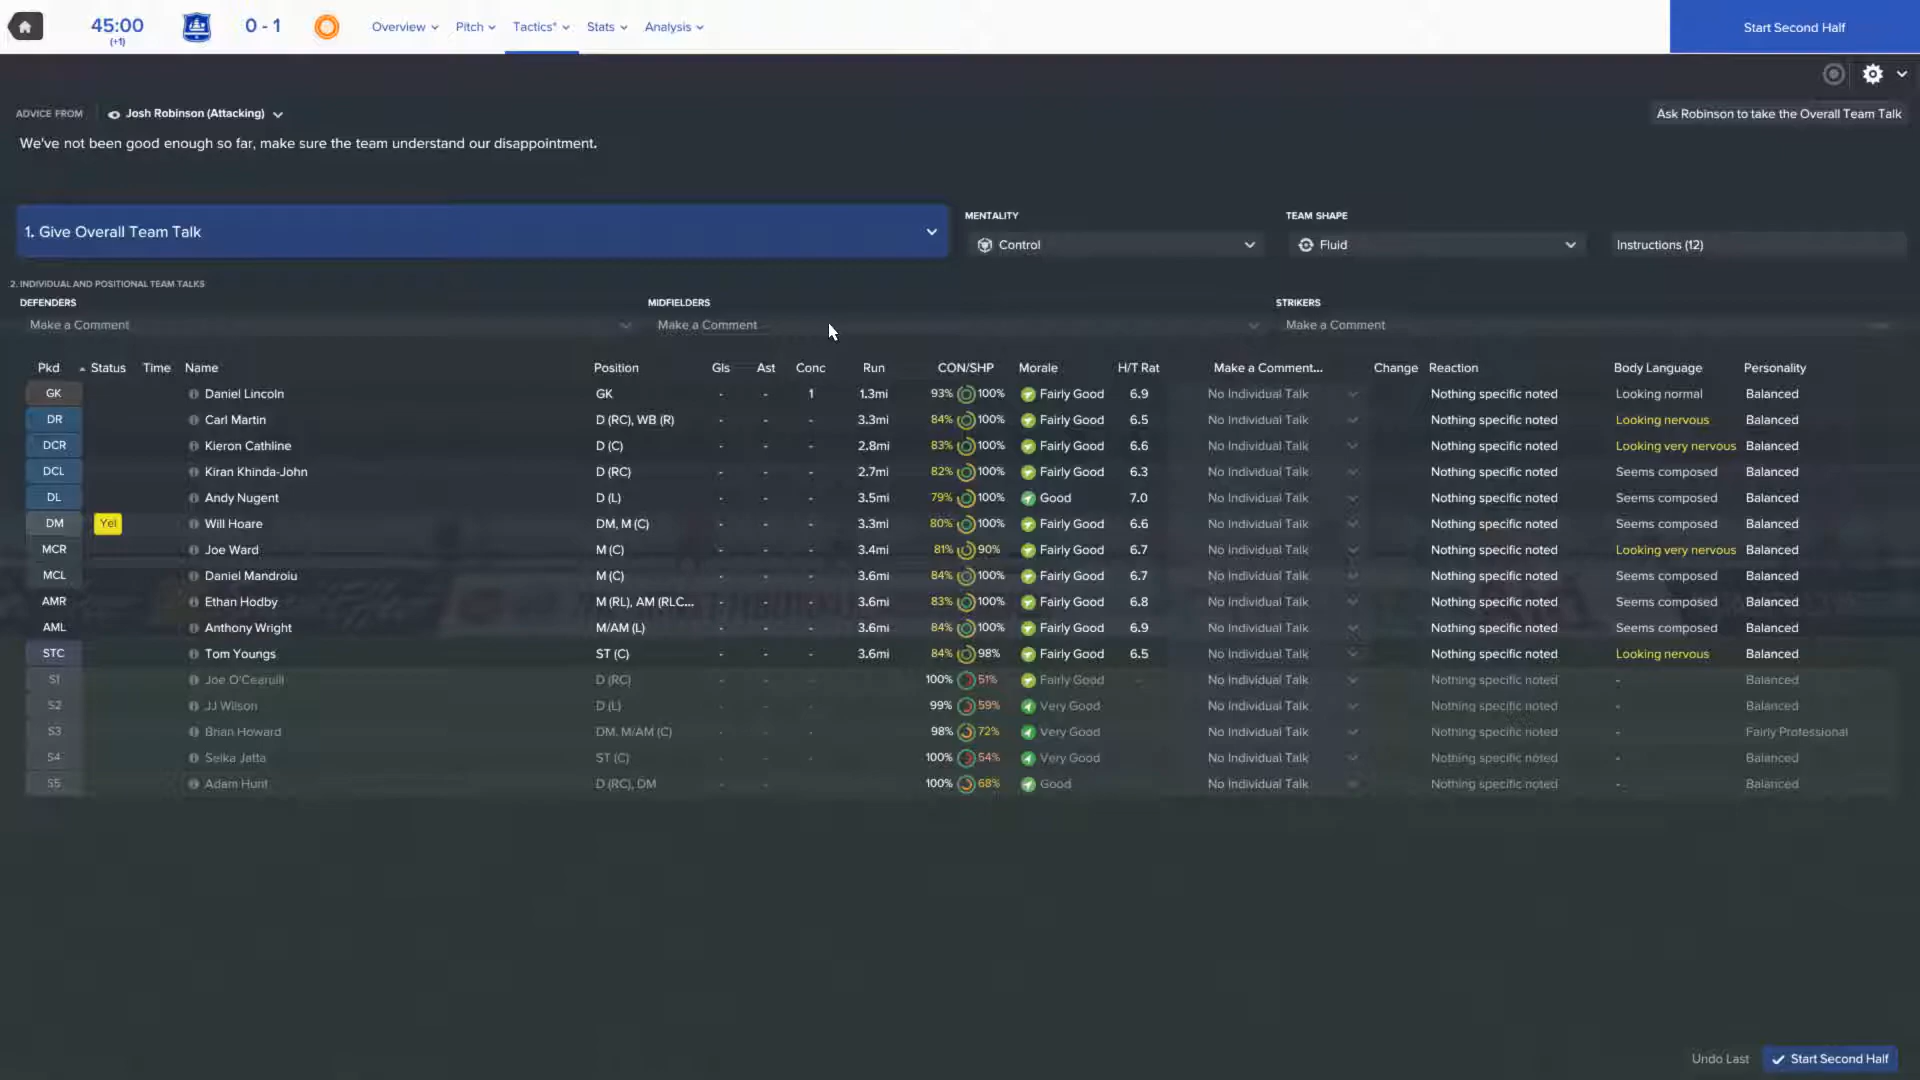 45:00
(+1)
0 - 1
Overview Pitch Tactics* Stats Analysis
Start Second Half
ADVICE FROM Josh Robinson (Attacking)
Ask Robinson to take the Overall Team Talk
We've not been good enough so far, make sure the team understand our disappointment.
1. Give Overall Team Talk
MENTALITY
TEAM SHAPE
Control
Fluid
Instructions (12)
2. INDIVIDUAL AND POSITIONAL TEAM TALKS
DEFENDERS MIDFIELDERS STRIKERS
Make a Comment Make a Comment Make a Comment
Pkd Status Time Name Position Gls Ast Conc Run CON/SHP Morale H/T Rat Make a Comment... Change Reaction Body Language Personality
GK Daniel Lincoln GK - - 1 1.3mi 93% 100% Fairly Good 6.9 No Individual Talk Nothing specific noted Looking normal Balanced
DR Carl Martin D (RC), WB (R) - - - 3.3mi 84% 100% Fairly Good 6.5 No Individual Talk Nothing specific noted Looking nervous Balanced
DCR Kieron Cathline D (C) - - - 2.8mi 83% 100% Fairly Good 6.6 No Individual Talk Nothing specific noted Looking very nervous Balanced
DCL Kiran Khinda-John D (RC) - - - 2.7mi 82% 100% Fairly Good 6.3 No Individual Talk Nothing specific noted Seems composed Balanced
DL Andy Nugent D (L) - - - 3.5mi 79% 100% Good 7.0 No Individual Talk Nothing specific noted Seems composed Balanced
DM Yel Will Hoare DM, M (C) - - - 3.3mi 80% 100% Fairly Good 6.6 No Individual Talk Nothing specific noted Seems composed Balanced
MCR Joe Ward M (C) - - - 3.4mi 81% 90% Fairly Good 6.7 No Individual Talk Nothing specific noted Looking very nervous Balanced
MCL Daniel Mandroiu M (C) - - - 3.6mi 84% 100% Fairly Good 6.7 No Individual Talk Nothing specific noted Seems composed Balanced
AMR Ethan Hodby M (RL), AM (RLC... - - - 3.6mi 83% 100% Fairly Good 6.8 No Individual Talk Nothing specific noted Seems composed Balanced
AML Anthony Wright M/AM (L) - - - 3.6mi 84% 100% Fairly Good 6.9 No Individual Talk Nothing specific noted Seems composed Balanced
STC Tom Youngs ST (C) - - - 3.6mi 84% 98% Fairly Good 6.5 No Individual Talk Nothing specific noted Looking nervous Balanced
S1 Joe O'Cearuill D (RC) - - - 100% 51% Fairly Good - No Individual Talk Nothing specific noted - Balanced
S2 JJ Wilson D (L) - - - 99% 59% Very Good No Individual Talk Nothing specific noted - Balanced
S3 Brian Howard DM, M/AM (C) - - - 98% 72% Very Good No Individual Talk Nothing specific noted - Fairly Professional
S4 Seika Jatta ST (C) - - - 100% 54% Very Good No Individual Talk Nothing specific noted - Balanced
S5 Adam Hunt D (RC), DM - - - 100% 68% Good No Individual Talk Nothing specific noted - Balanced
Undo Last Start Second Half